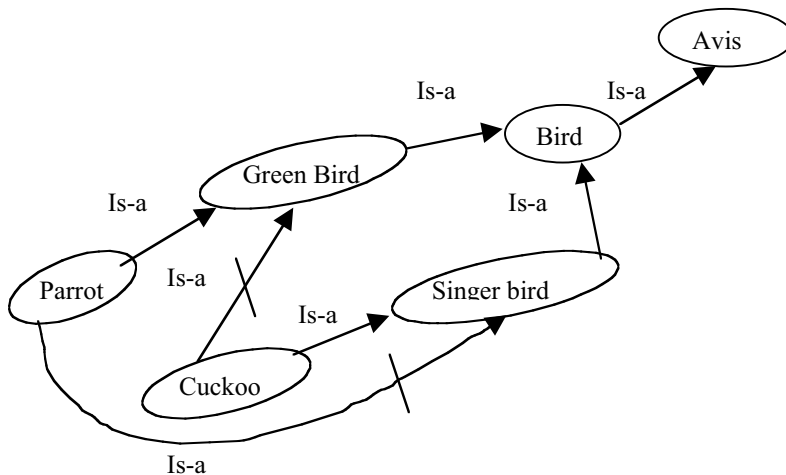 Avis
Is-a
Is-a
Bird
Green Bird
Is-a
Is-a
Is-a
Parrot
Singer bird
Is-a
Cuckoo
Is-a